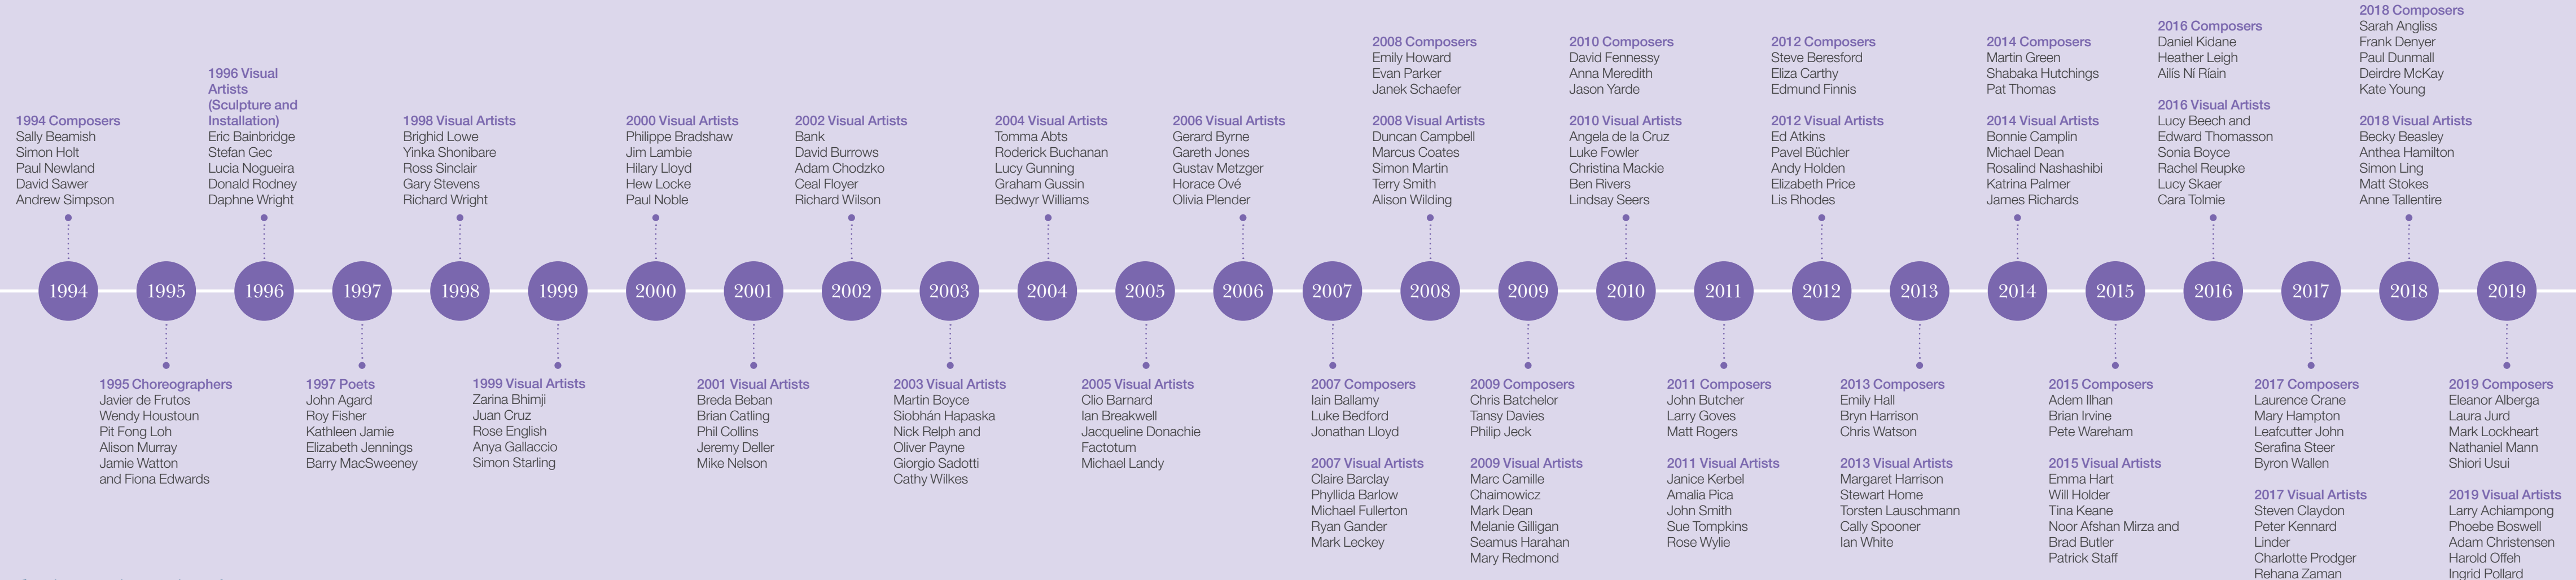 1994 Composers
Sally Beamish
Simon Holt
Paul Newland
David Sawer
Andrew Simpson
1996 Visual
Artists
(Sculpture and
Installation)
Eric Bainbridge
Stefan Gec
Lucia Nogueira
Donald Rodney
Daphne Wright
1998 Visual Artists
Brighid Lowe
Yinka Shonibare
Ross Sinclair
Gary Stevens
Richard Wright
2000 Visual Artists
Philippe Bradshaw
Jim Lambie
Hilary Lloyd
Hew Locke
Paul Noble
2002 Visual Artists
Bank
David Burrows
Adam Chodzko
Ceal Floyer
Richard Wilson
2004 Visual Artists
Tomma Abts
Roderick Buchanan
Lucy Gunning
Graham Gussin
Bedwyr Williams
2006 Visual Artists
Gerard Byrne
Gareth Jones
Gustav Metzger
Horace Ové
Olivia Plender
2008 Composers
Emily Howard
Evan Parker
Janek Schaefer
2008 Visual Artists
Duncan Campbell
Marcus Coates
Simon Martin
Terry Smith
Alison Wilding
2010 Composers
David Fennessy
Anna Meredith
Jason Yarde
2010 Visual Artists
Angela de la Cruz
Luke Fowler
Christina Mackie
Ben Rivers
Lindsay Seers
2012 Composers
Steve Beresford
Eliza Carthy
Edmund Finnis
2012 Visual Artists
Ed Atkins
Pavel Büchler
Andy Holden
Elizabeth Price
Lis Rhodes
2014 Composers
Martin Green
Shabaka Hutchings
Pat Thomas
2014 Visual Artists
Bonnie Camplin
Michael Dean
Rosalind Nashashibi
Katrina Palmer
James Richards
2016 Composers
Daniel Kidane
Heather Leigh
Ailís Ní Ríain
2016 Visual Artists
Lucy Beech and
Edward Thomasson
Sonia Boyce
Rachel Reupke
Lucy Skaer
Cara Tolmie
2018 Composers
Sarah Angliss
Frank Denyer
Paul Dunmall
Deirdre McKay
Kate Young
2018 Visual Artists
Becky Beasley
Anthea Hamilton
Simon Ling
Matt Stokes
Anne Tallentire
1994 1995 1996 1997 1998 1999 2000 2001 2002 2003 2004 2005 2006 2007 2008 2009 2010 2011 2012 2013 2014 2015 2016 2017 2018 2019
1995 Choreographers
Javier de Frutos
Wendy Houstoun
Pit Fong Loh
Alison Murray
Jamie Watton
and Fiona Edwards
1997 Poets
John Agard
Roy Fisher
Kathleen Jamie
Elizabeth Jennings
Barry MacSweeney
1999 Visual Artists
Zarina Bhimji
Juan Cruz
Rose English
Anya Gallaccio
Simon Starling
2001 Visual Artists
Breda Beban
Brian Catling
Phil Collins
Jeremy Deller
Mike Nelson
2003 Visual Artists
Martin Boyce
Siobhán Hapaska
Nick Relph and
Oliver Payne
Giorgio Sadotti
Cathy Wilkes
2005 Visual Artists
Clio Barnard
Ian Breakwell
Jacqueline Donachie
Factotum
Michael Landy
2007 Composers
Iain Ballamy
Luke Bedford
Jonathan Lloyd
2007 Visual Artists
Claire Barclay
Phyllida Barlow
Michael Fullerton
Ryan Gander
Mark Leckey
2009 Composers
Chris Batchelor
Tansy Davies
Philip Jeck
2009 Visual Artists
Marc Camille
Chaimowicz
Mark Dean
Melanie Gilligan
Seamus Harahan
Mary Redmond
2011 Composers
John Butcher
Larry Goves
Matt Rogers
2011 Visual Artists
Janice Kerbel
Amalia Pica
John Smith
Sue Tompkins
Rose Wylie
2013 Composers
Emily Hall
Bryn Harrison
Chris Watson
2013 Visual Artists
Margaret Harrison
Stewart Home
Torsten Lauschmann
Cally Spooner
Ian White
2015 Composers
Adem Ilhan
Brian Irvine
Pete Wareham
2015 Visual Artists
Emma Hart
Will Holder
Tina Keane
Noor Afshan Mirza and
Brad Butler
Patrick Staff
2017 Composers
Laurence Crane
Mary Hampton
Leafcutter John
Serafina Steer
Byron Wallen
2017 Visual Artists
Steven Claydon
Peter Kennard
Linder
Charlotte Prodger
Rehana Zaman
2019 Composers
Eleanor Alberga
Laura Jurd
Mark Lockheart
Nathaniel Mann
Shiori Usui
2019 Visual Artists
Larry Achiampong
Phoebe Boswell
Adam Christensen
Harold Offeh
Ingrid Pollard